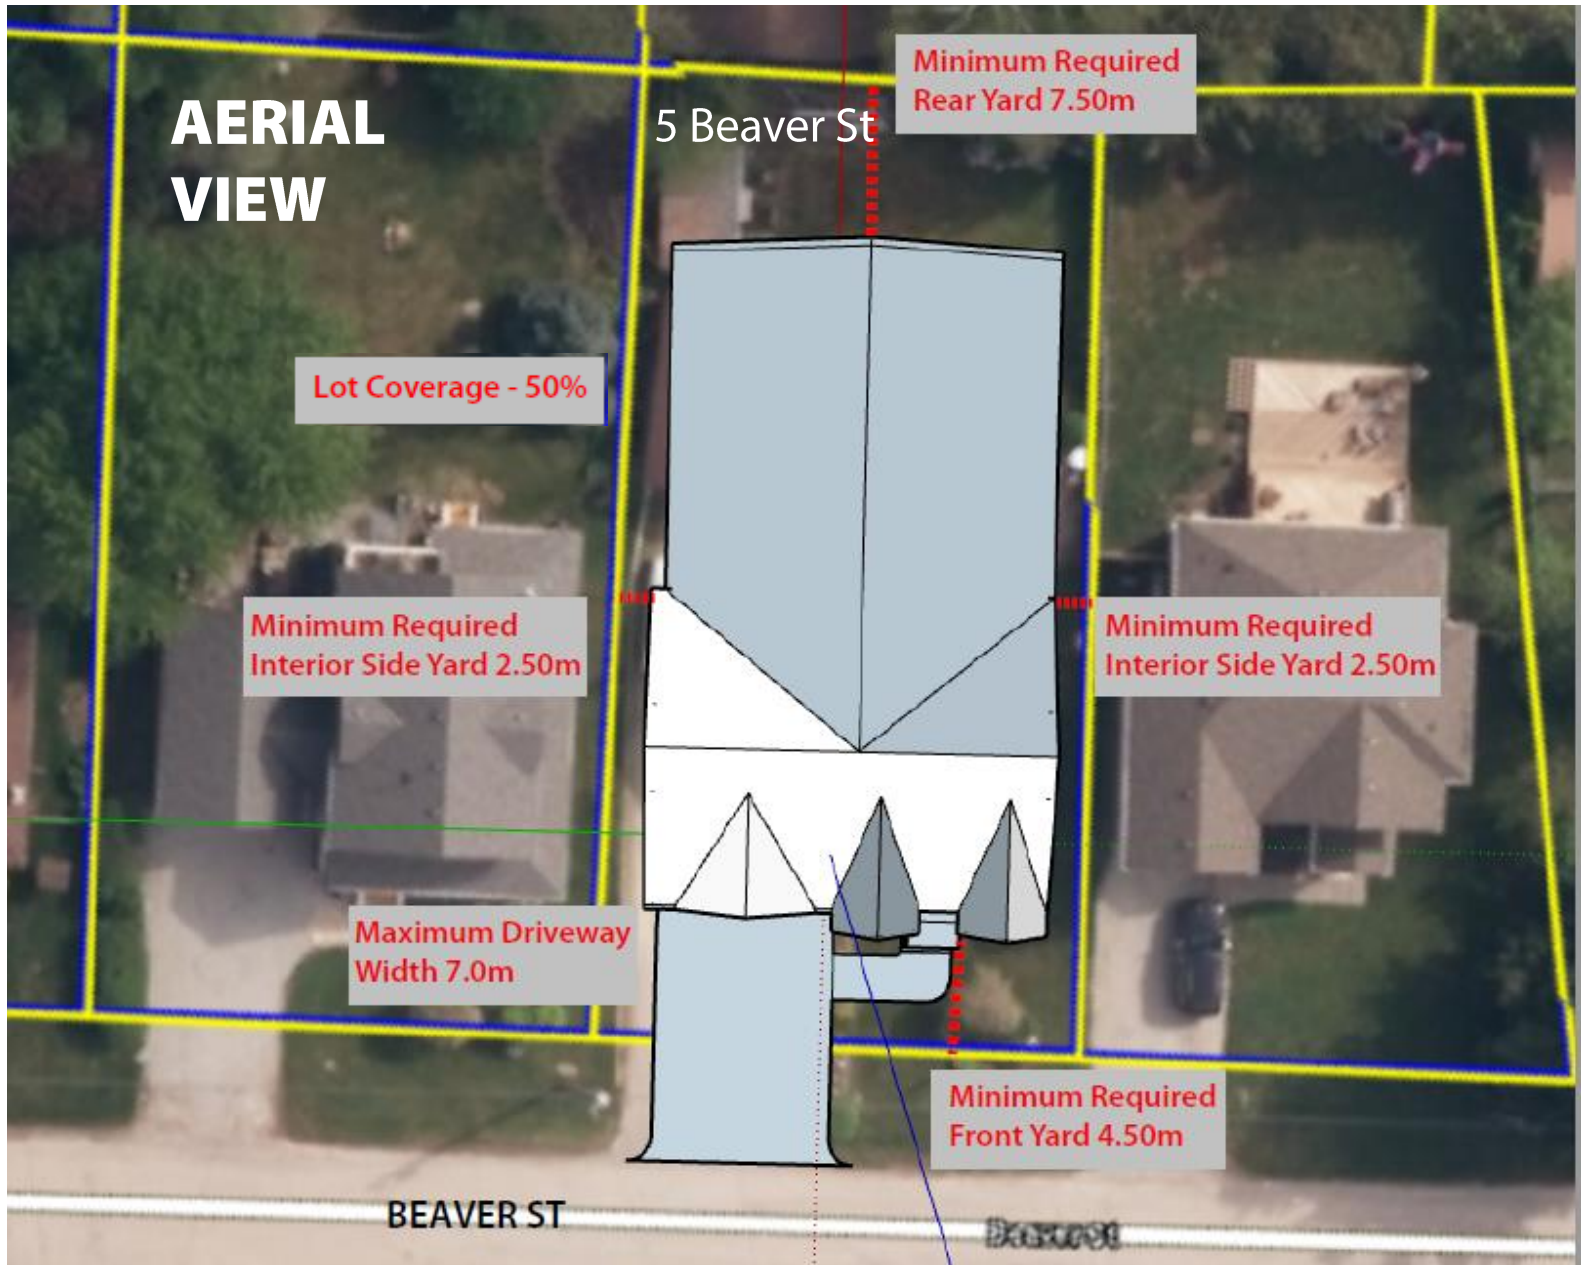 AERIAL
VIEW
5 Beaver St
Minimum Required
Rear Yard 7.50m
Lot Coverage - 50%
Minimum Required
Interior Side Yard 2.50m
Minimum Required
Interior Side Yard 2.50m
Maximum Driveway
Width 7.0m
Minimum Required
Front Yard 4.50m
BEAVER ST